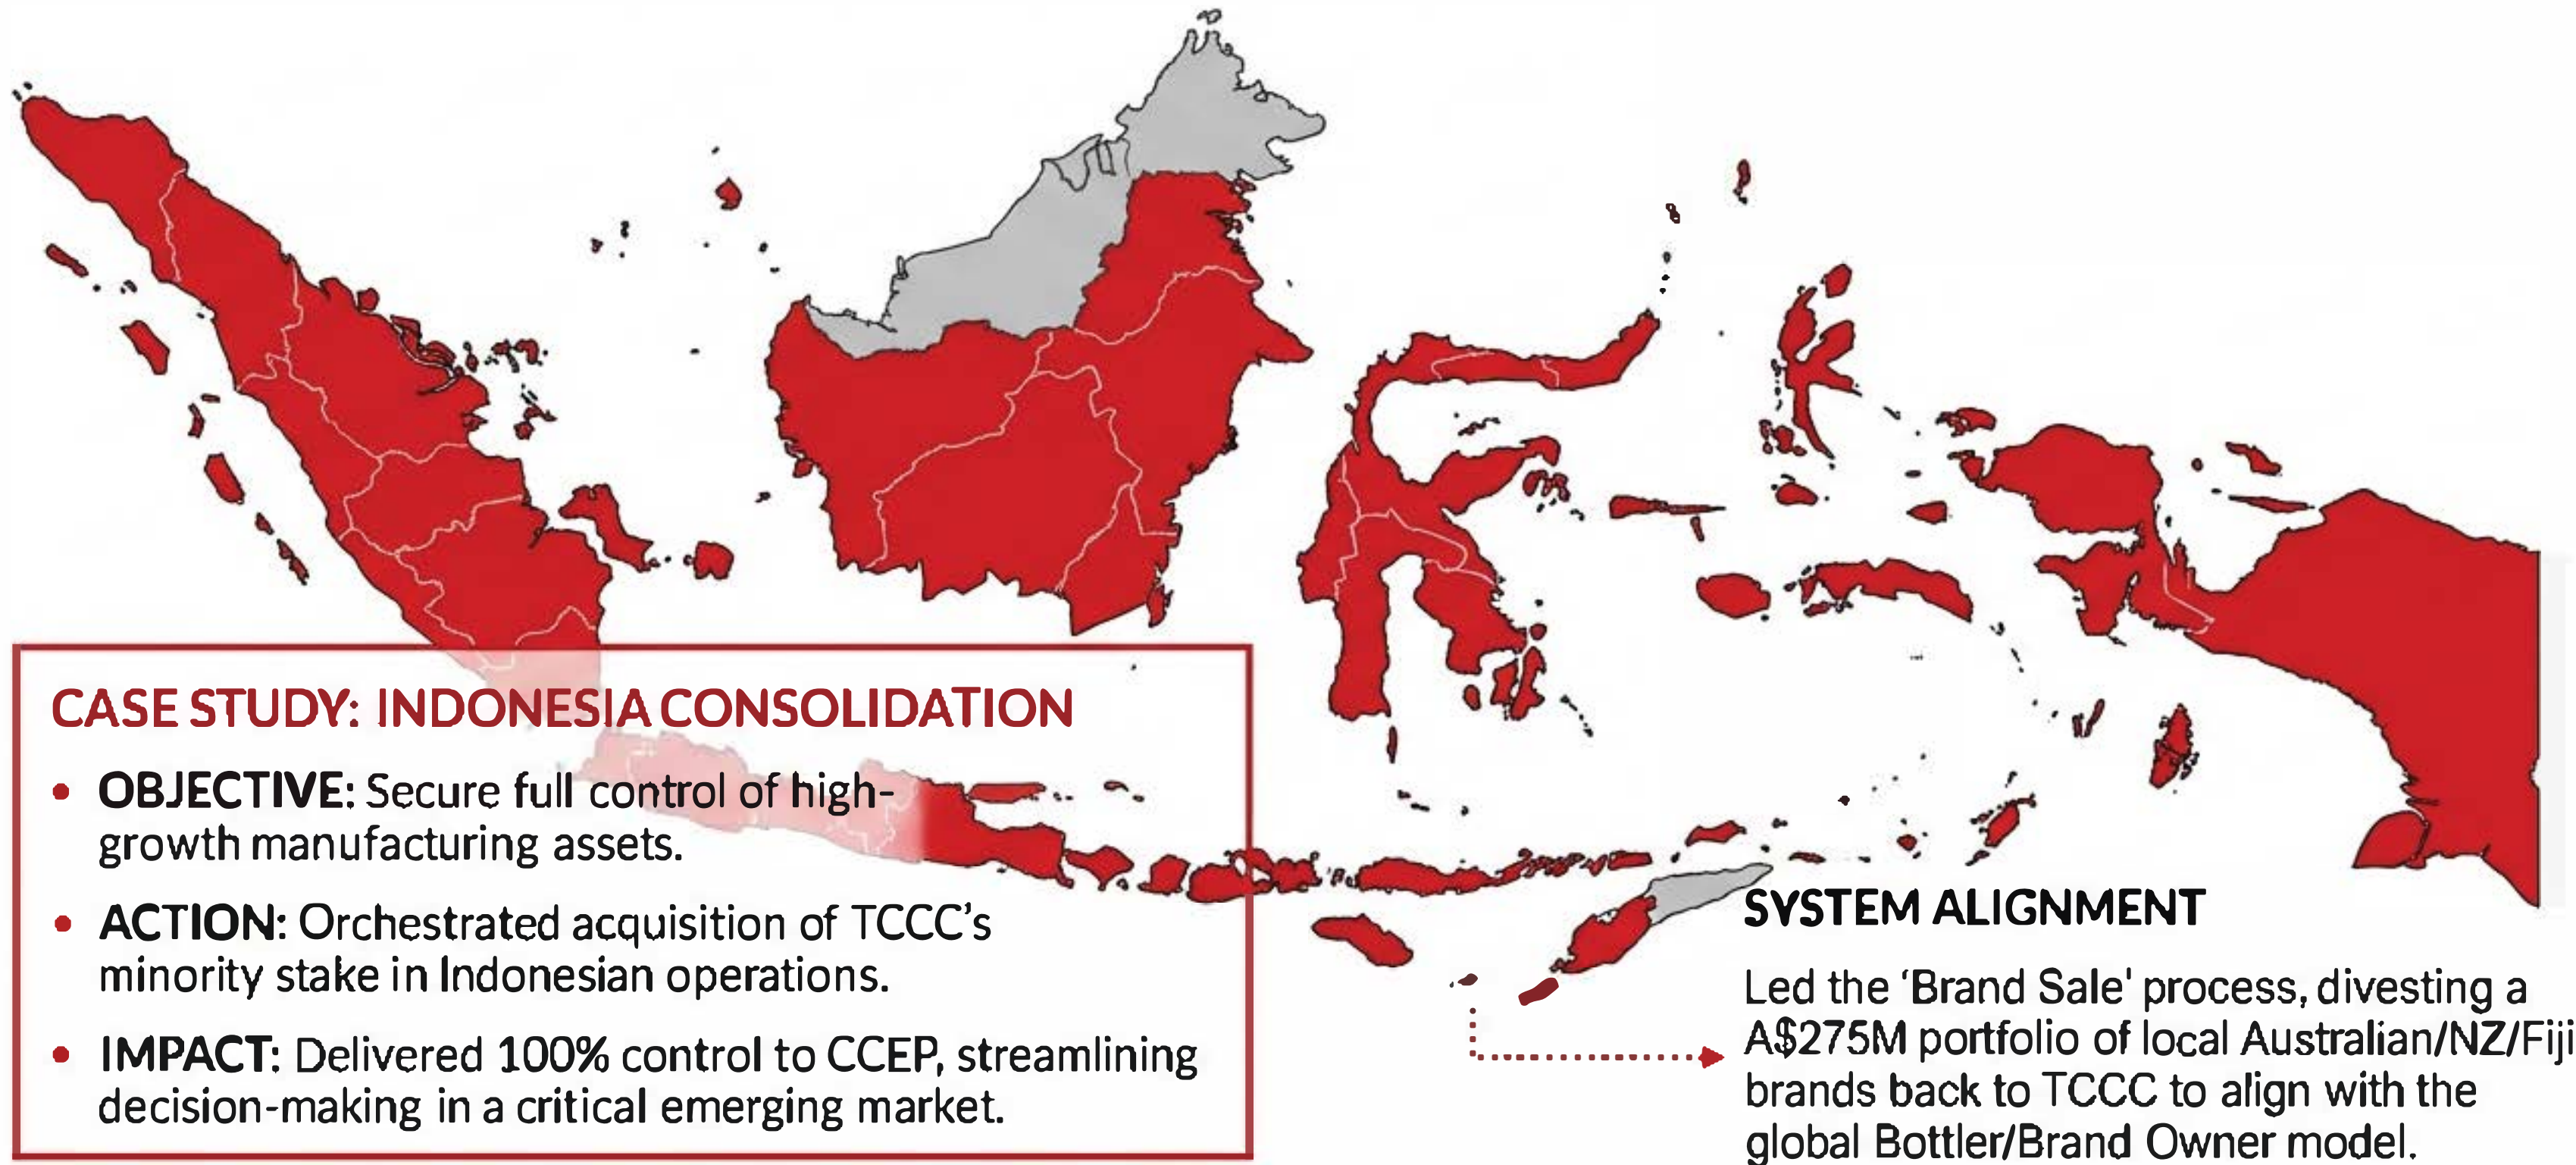 CASE STUDY: INDONESIA CONSOLIDATION
• OBJECTIVE: Secure full control of high-
growth manufacturing assets.
• ACTION: Orchestrated acquisition of TCCC’s
minority stake in Indonesian operations.
• IMPACT: Delivered 100% control to CCEP, streamlining
decision-making in a critical emerging market.
SYSTEM ALIGNMENT
Led the ‘Brand Sale' process, divesting a
A$275M portfolio of local Australian/NZ/Fiji
brands back to TCCC to align with the
global Bottler/Brand Owner model.